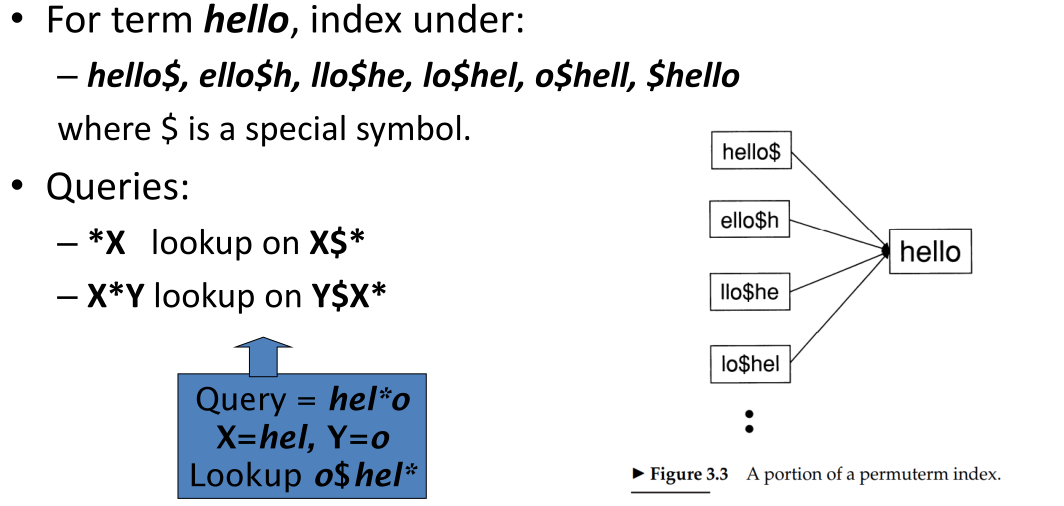 • For term hello, index under:
– hello$, ello$h, llo$he, lo$hel, o$hell, $hello
where $ is a special symbol.
• Queries:
– *X lookup on X$*
– X*Y lookup on Y$X*
Query = hel*o
X=hel, Y=o
Lookup o$hel*
hello$
ello$h
llo$he
lo$hel
hello
► Figure 3.3 A portion of a permuterm index.